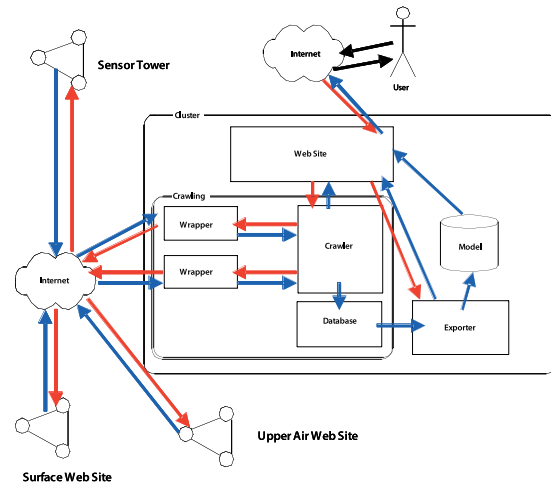 Internet
User
Sensor Tower
Cluster
Web Site
Crawling
Wrapper
Crawler
Model
Internet
Wrapper
Database
Exporter
Upper Air Web Site
Surface Web Site